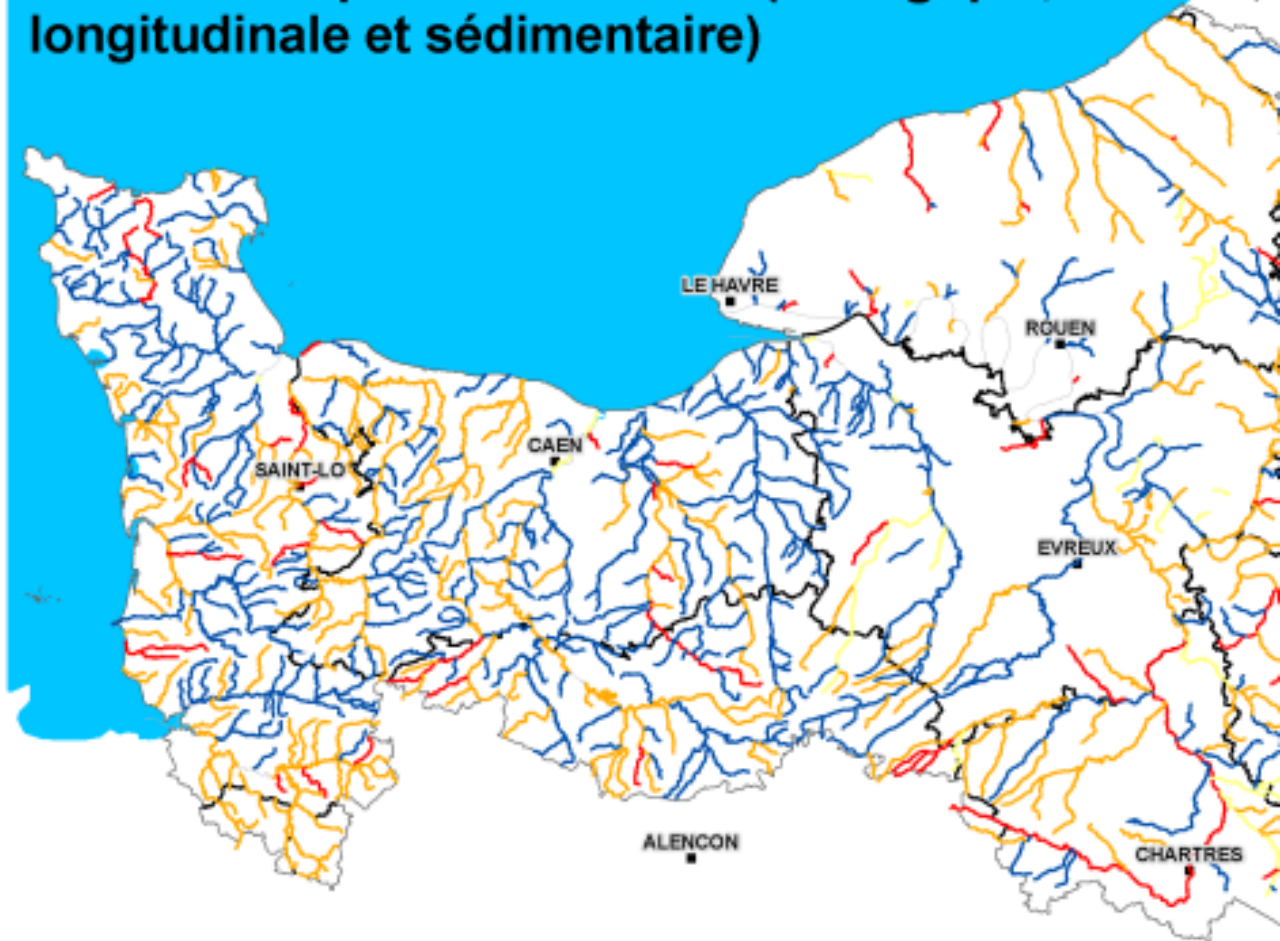 longitudinale et sédimentaire)
LE HAVRE
ROUEN
CAEN
SAINT-LO
EVREUX
ALENCON
CHARTRES